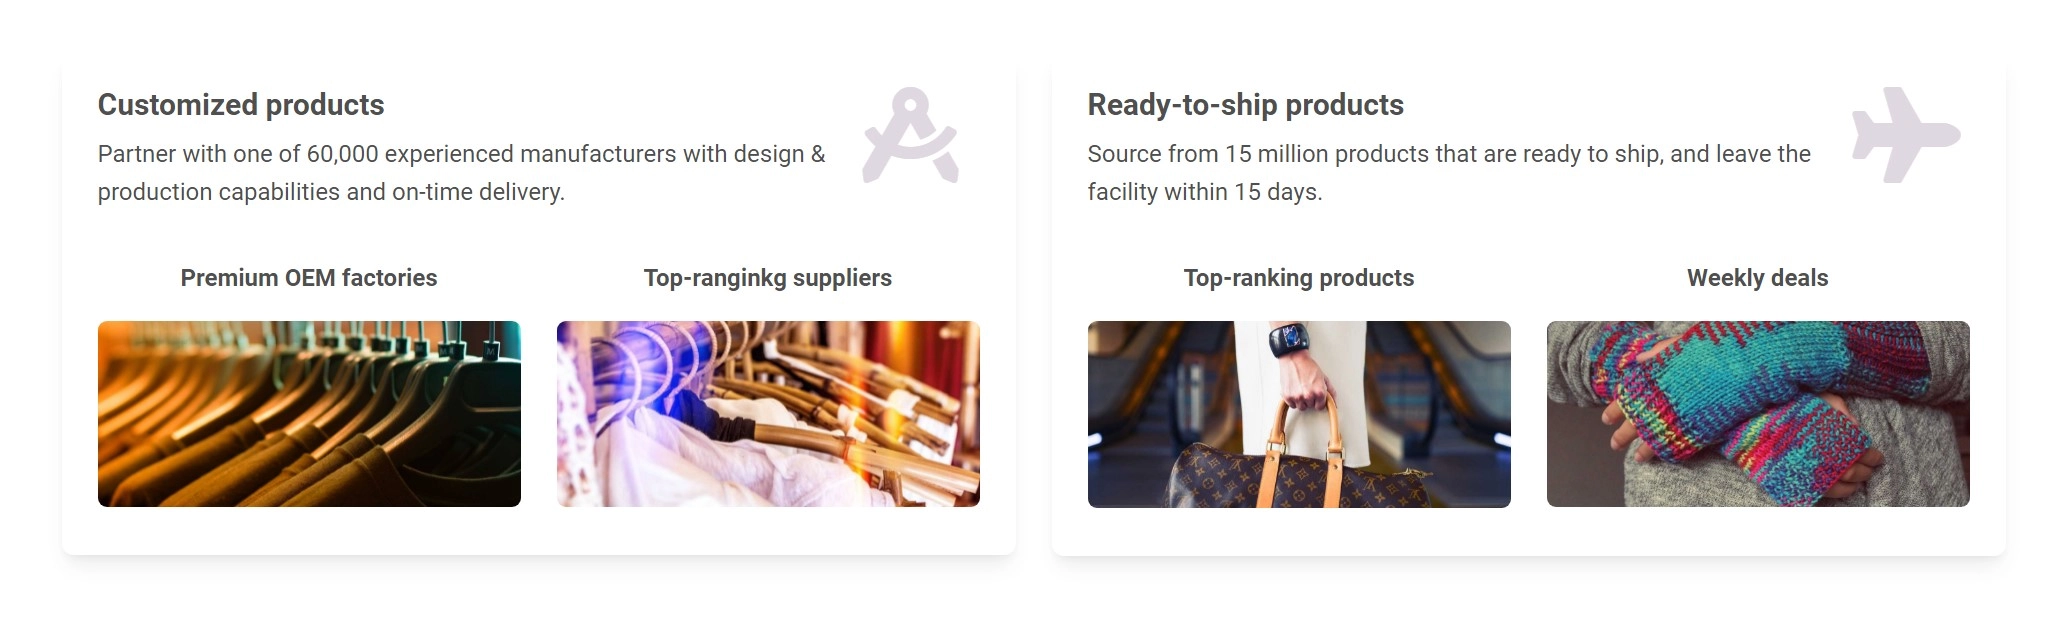 Customized products
Partner with one of 60,000 experienced manufacturers with design &
production capabilities and on-time delivery.
Premium OEM factories
Top-ranginkg suppliers
Ready-to-ship products
Source from 15 million products that are ready to ship, and leave the
facility within 15 days.
Top-ranking products
Weekly deals